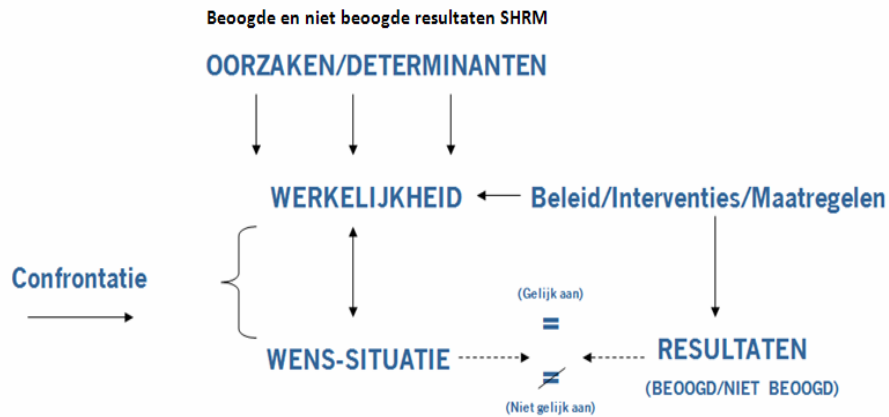 Beoogde en niet beoogde resultaten SHRM
OORZAKEN/DETERMINANTEN
WERKELIJKHEID
Beleid/Interventies/Maatregelen
Confrontatie
(Gelijk aan)
=
WENS-SITUATIE
RESULTATEN
≠
(BEOOGD/NIET BEOOGD)
(Niet gelijk aan)